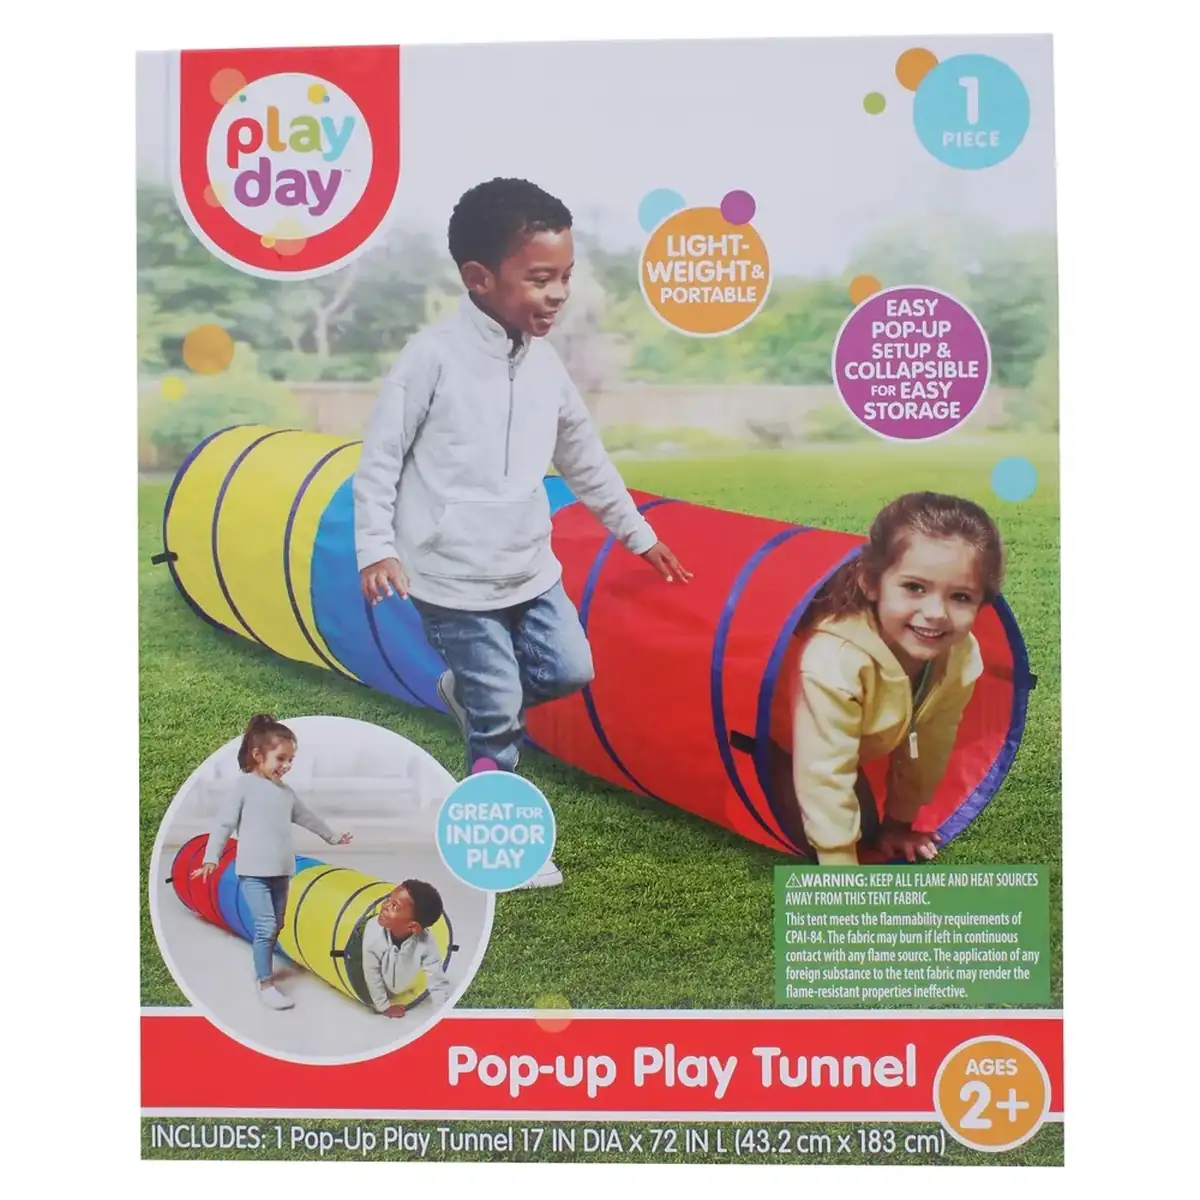 play
day™
1
PIECE
LIGHT-
WEIGHT &
PORTABLE
EASY
POP-UP
SETUP &
COLLAPSIBLE
FOR EASY
STORAGE
GREAT FOR
INDOOR
PLAY
⚠WARNING: KEEP ALL FLAME AND HEAT SOURCES
AWAY FROM THIS TENT FABRIC.
This tent meets the flammability requirements of
CPAI-84. The fabric may burn if left in continuous
contact with any flame source. The application of any
foreign substance to the tent fabric may render the
flame-resistant properties ineffective.
Pop-up Play Tunnel
AGES
2+
INCLUDES: 1 Pop-Up Play Tunnel 17 IN DIA x 72 IN L (43.2 cm x 183 cm)